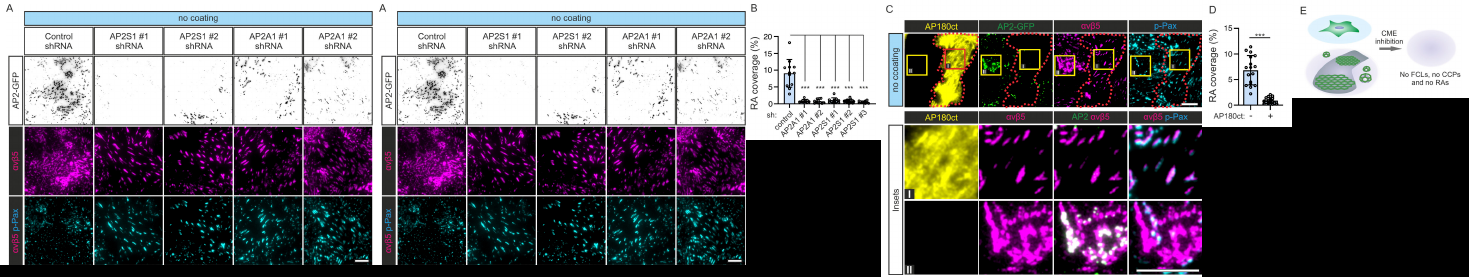 A
no coating
Control shRNA
AP2S1 #1 shRNA
AP2S1 #2 shRNA
AP2A1 #1 shRNA
AP2A1 #2 shRNA
AP2-GFP
αvβ5
αvβ5 p-Pax
A
no coating
Control shRNA
AP2S1 #1 shRNA
AP2S1 #2 shRNA
AP2A1 #1 shRNA
AP2A1 #2 shRNA
AP2-GFP
αvβ5
αvβ5 p-Pax
B
RA coverage (%)
20
15
10
5
0
***
***
***
***
***
sh:
control
AP2A1 #1
AP2A1 #2
AP2S1 #1
AP2S1 #2
AP2S1 #3
C
AP180ct
AP2-GFP
αvβ5
p-Pax
no ccoating
I
II
AP180ct
αvβ5
AP2 αvβ5
αvβ5 p-Pax
Insets
I
II
D
RA coverage (%)
15
10
5
0
***
AP180ct: - +
E
CME inhibition
No FCLs, no CCPs
and no RAs